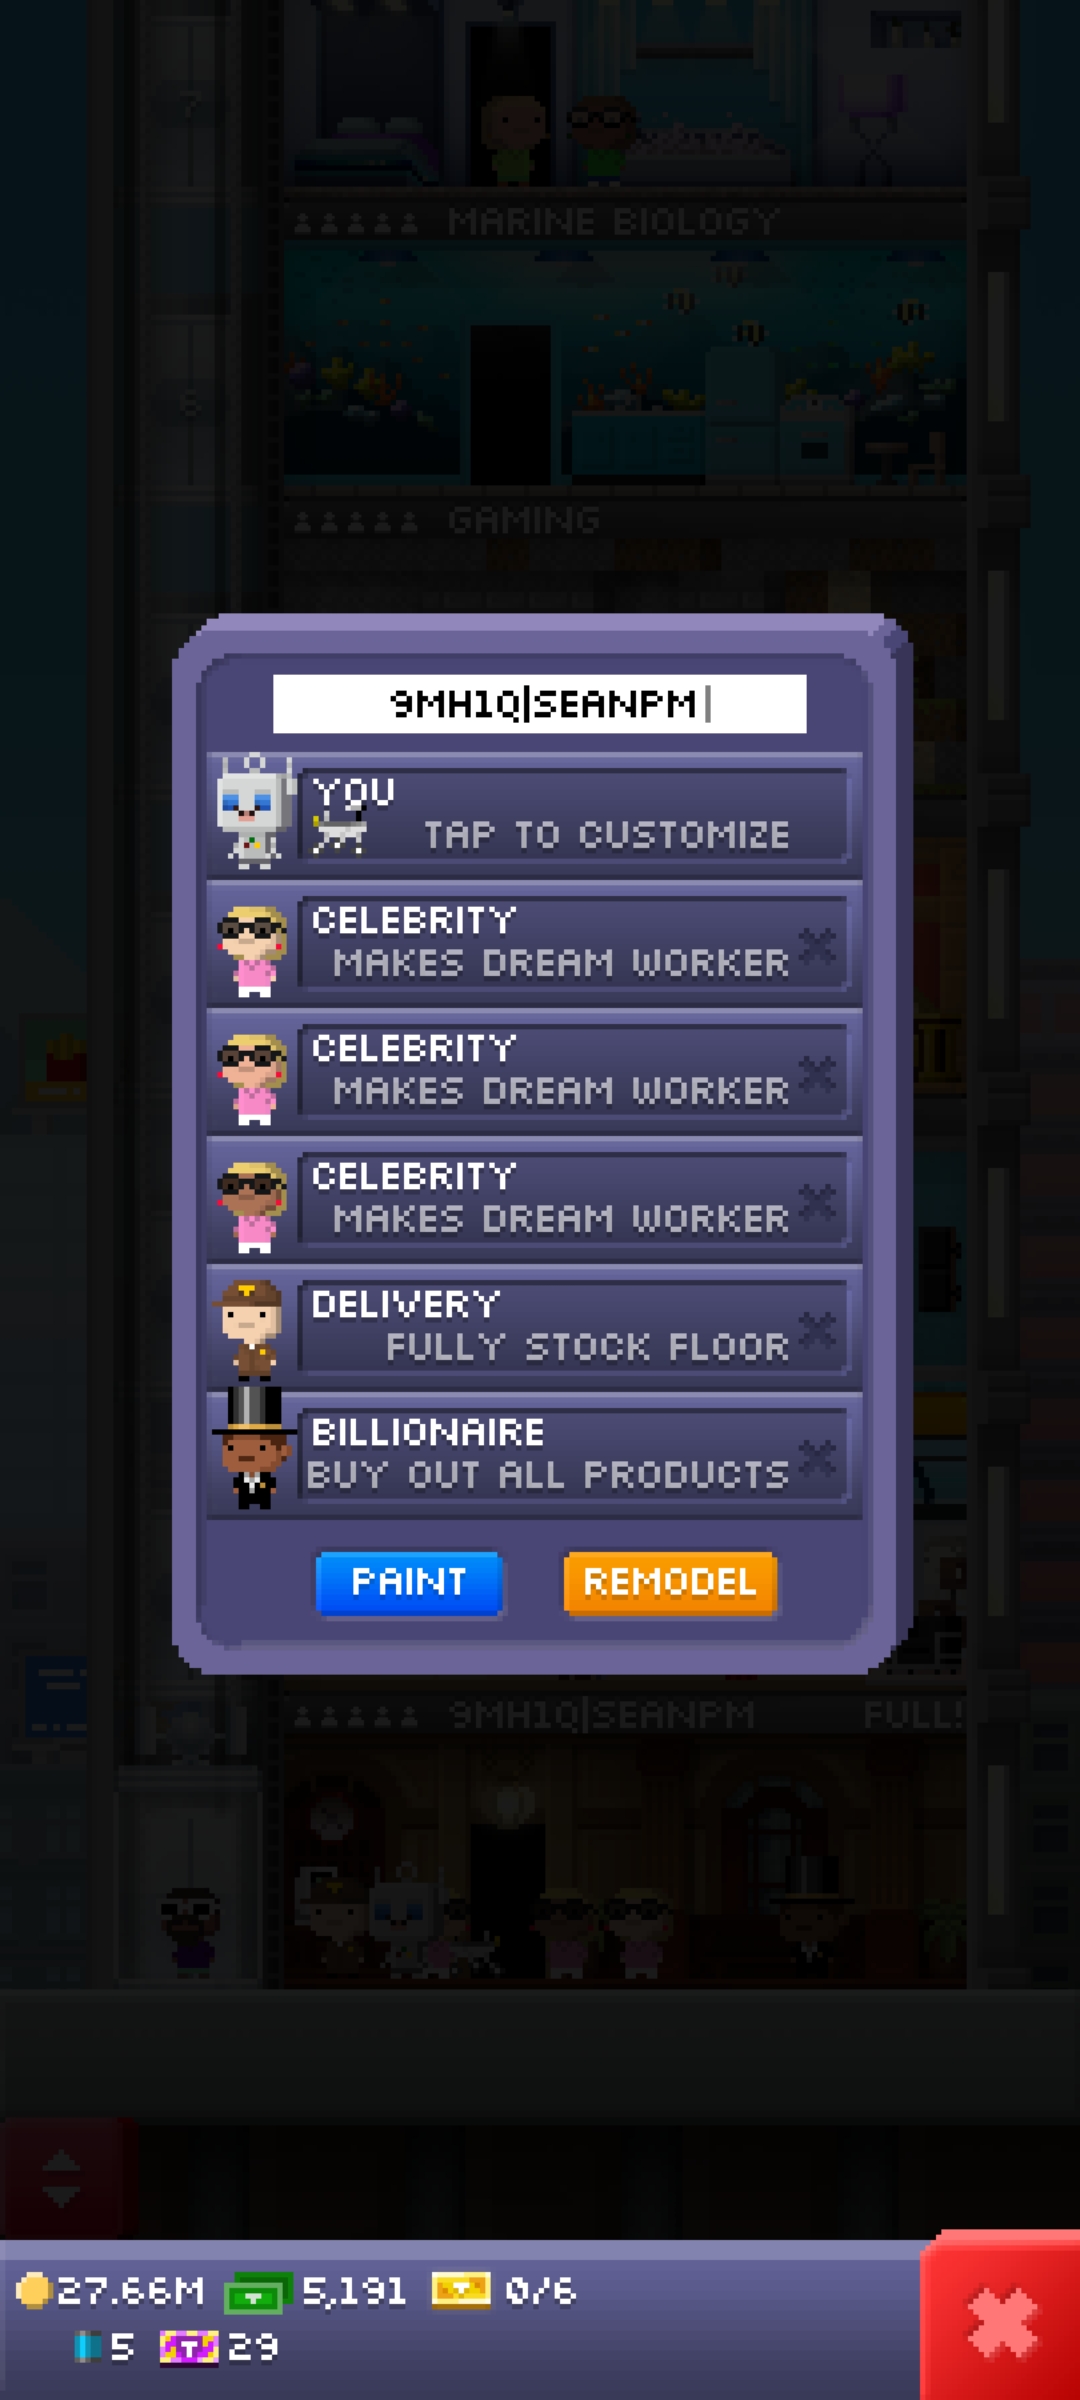 7
MARINE BIOLOGY
6
GAMING
9MH1Q|SEANPM
YOU
TAP TO CUSTOMIZE
CELEBRITY
MAKES DREAM WORKER
CELEBRITY
MAKES DREAM WORKER
CELEBRITY
MAKES DREAM WORKER
DELIVERY
FULLY STOCK FLOOR
BILLIONAIRE
BUY OUT ALL PRODUCTS
PAINT REMODEL
9MH1Q|SEANPM FULL!
27.66M 5,191 0/6
5 29